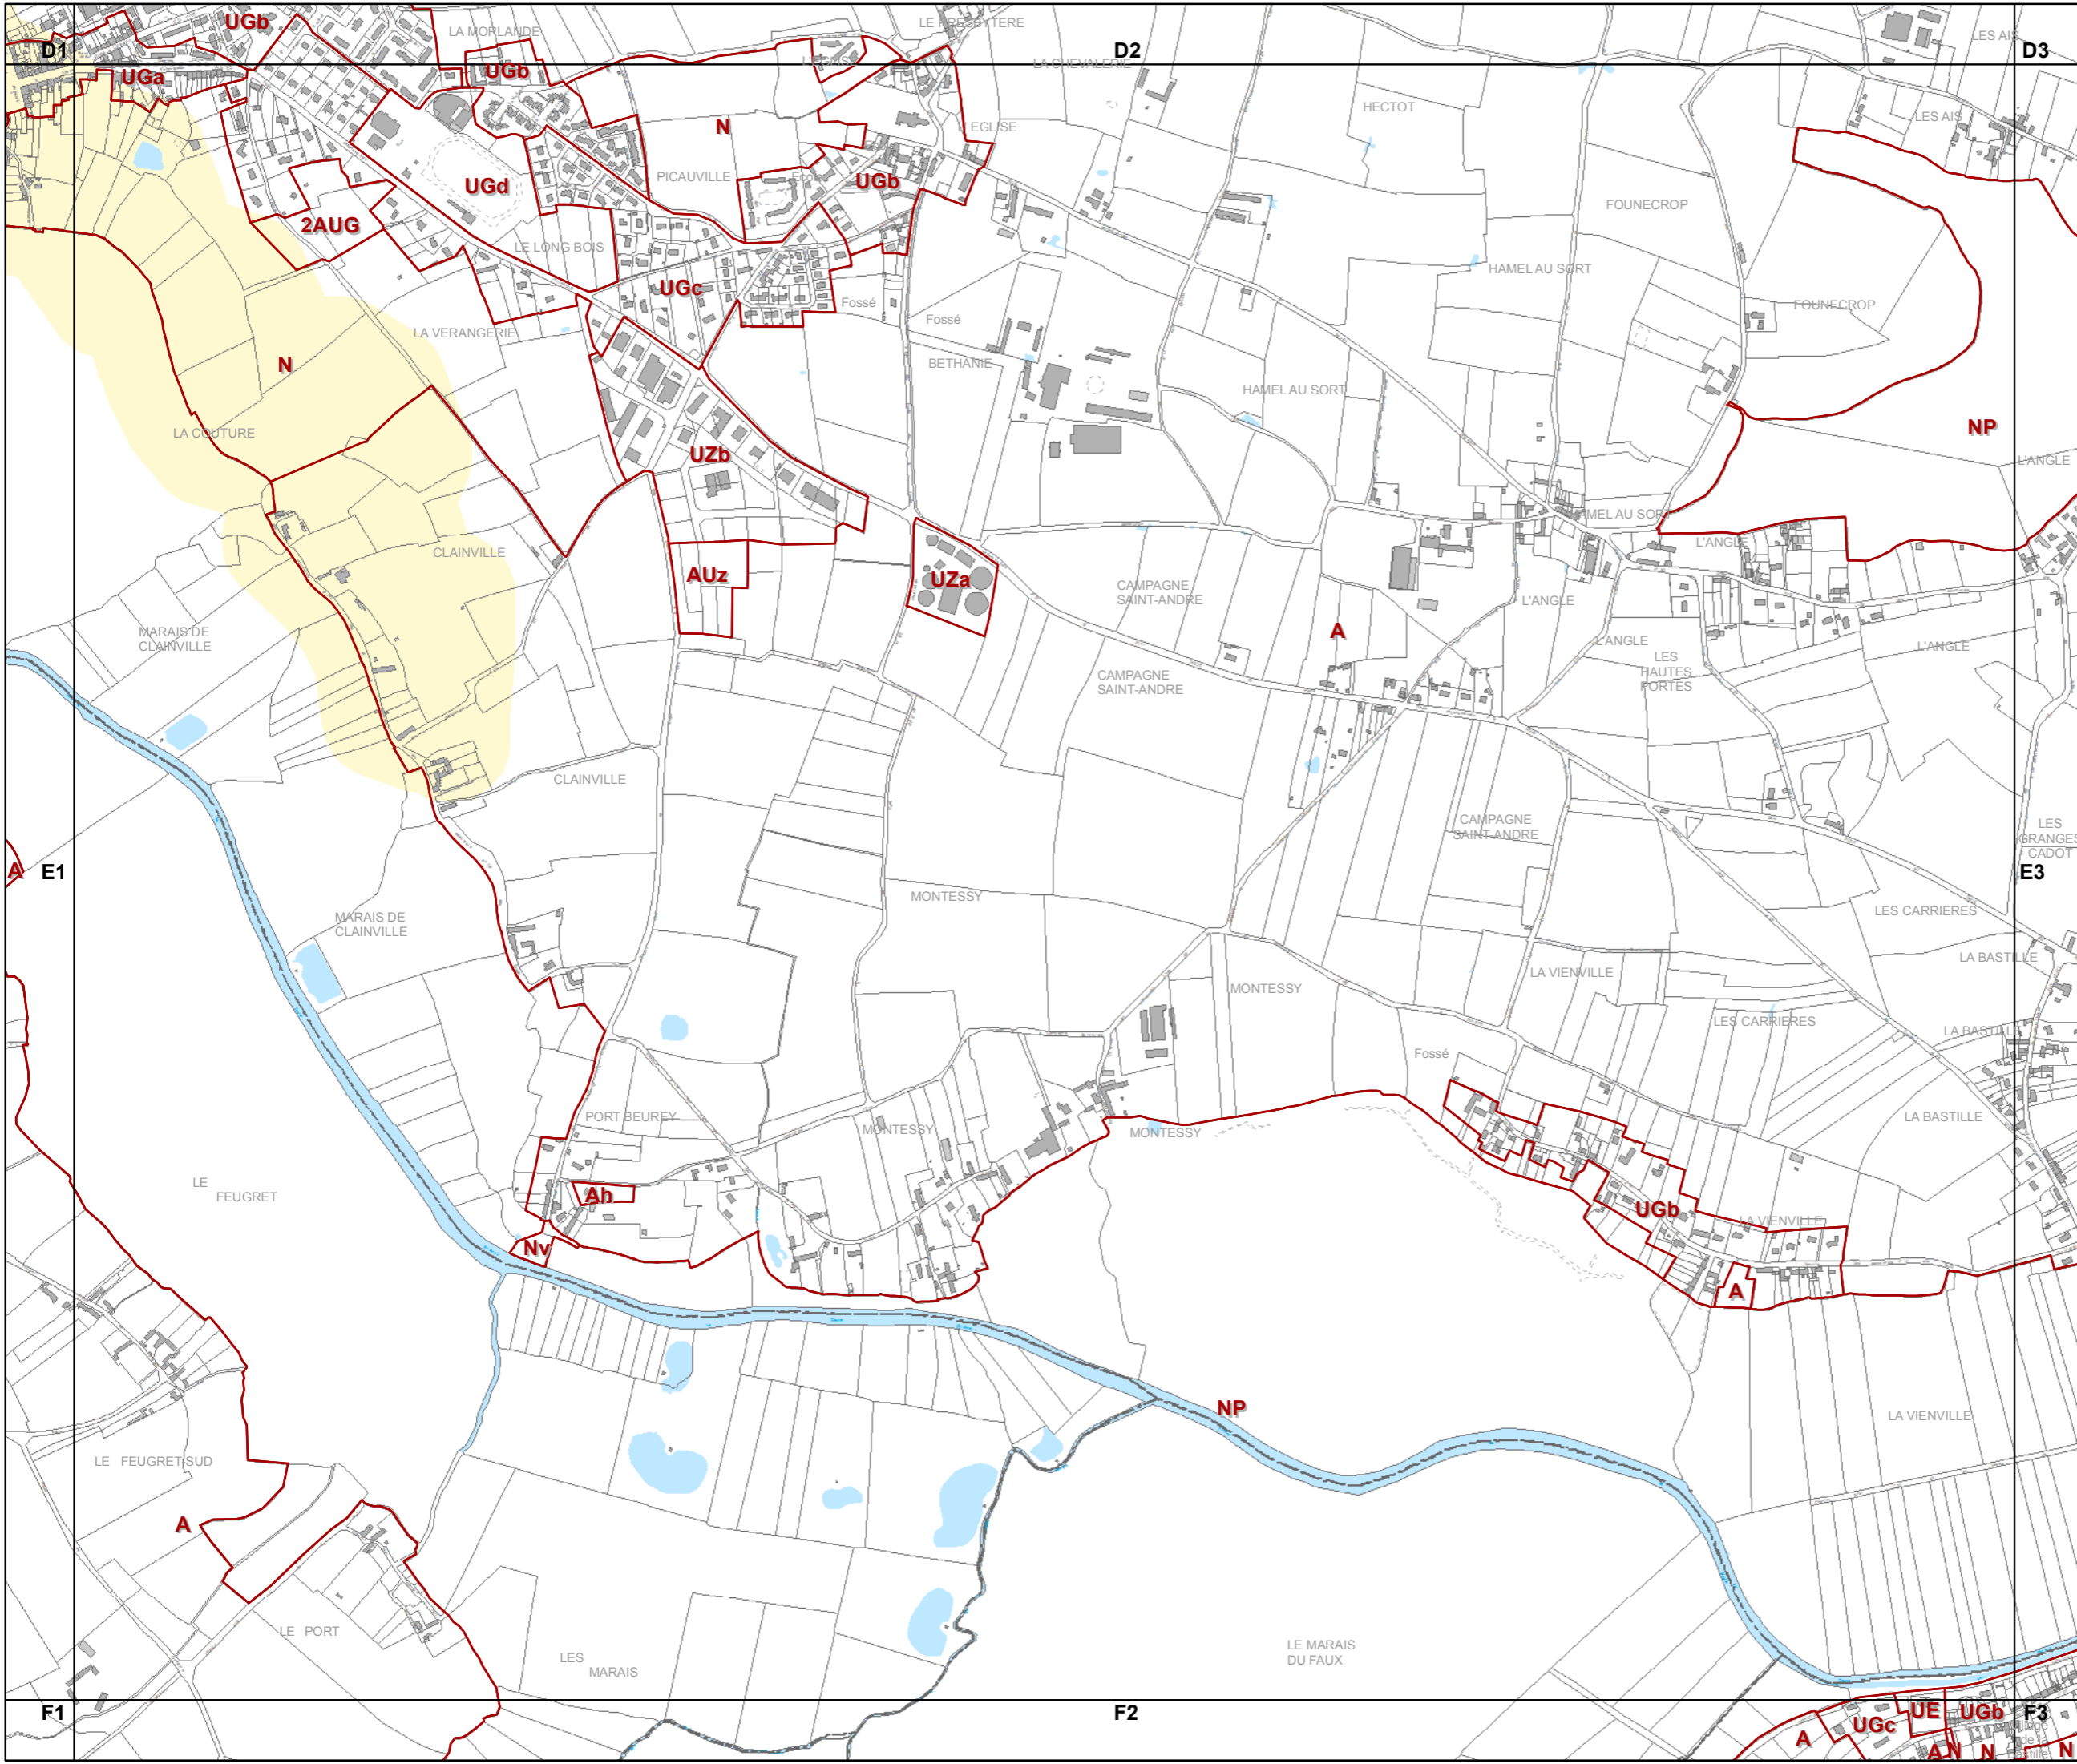 UGb
LA MORLANDE
LE PRESBYTERE
LES AIS
D1
D2
D3
UGa
UGb
LA CHEVALERIE
HECTOT
N
L'EGLISE
LES AIS
UGd
PICAUVILLE
Ecole
UGb
FOUNECROP
2AUG
LE LONG BOIS
HAMEL AU SORT
UGc
Fossé
Fossé
FOUNECROP
LA VERANGERIE
N
BETHANIE
HAMEL AU SORT
LA COUTURE
NP
UZb
L'ANGLE
HAMEL AU SORT
L'ANGLE
CLAINVILLE
AUz
UZa
CAMPAGNE
SAINT-ANDRE
L'ANGLE
MARAIS DE
CLAINVILLE
A
L'ANGLE
L'ANGLE
LES
HAUTES
PORTES
CAMPAGNE
SAINT-ANDRE
CLAINVILLE
CAMPAGNE
SAINT-ANDRE
LES
GRANGES
CADOT
A
E1
E3
MONTESSY
LES CARRIERES
MARAIS DE
CLAINVILLE
LA BASTILLE
LA VIENVILLE
MONTESSY
LES CARRIERES
LA BASTILLE
Fossé
PORT BEUREY
MONTESSY
MONTESSY
LA BASTILLE
LE
FEUGRET
Ah
UGb
LA VIENVILLE
Nv
A
NP
LA VIENVILLE
LE FEUGRET-SUD
A
LE PORT
LES
MARAIS
LE MARAIS
DU FAUX
F1
F2
F3
A
UGc
UE
UGb
A
N
N
N